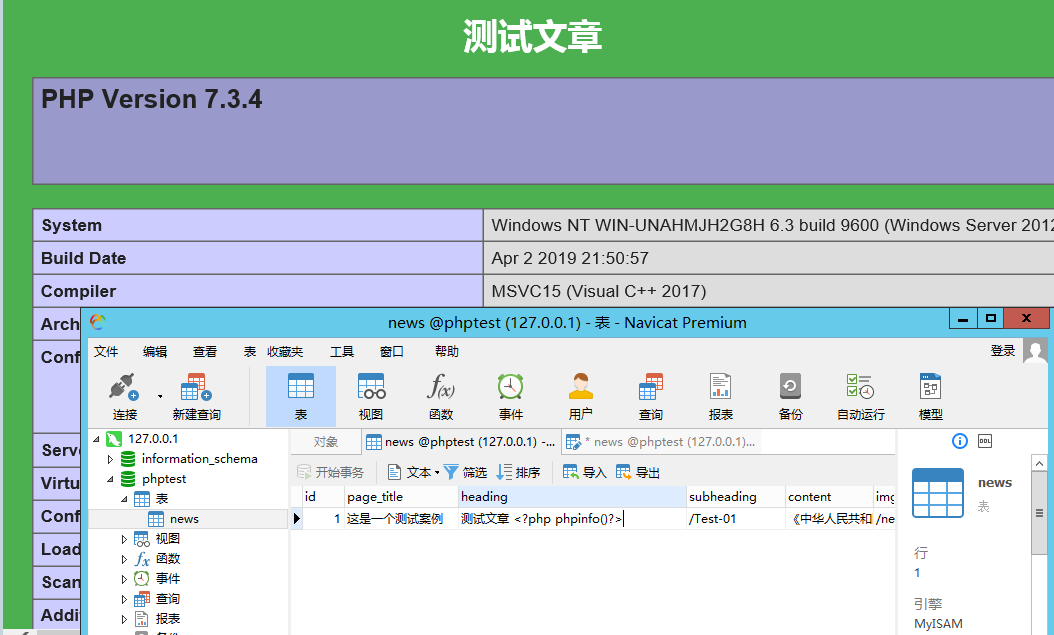 测试文章
PHP Version 7.3.4
System Windows NT WIN-UNAHMJH2G8H 6.3 build 9600 (Windows Server 2012
Build Date Apr 2 2019 21:50:57
Compiler MSVC15 (Visual C++ 2017)
Arch
Conf
Serve
Virtu
Conf
Load
Scan
Addi
news @phptest (127.0.0.1) - 表 - Navicat Premium
文件 编辑 查看 表 收藏夹 工具 窗口 帮助 登录
连接 新建查询 表 视图 函数 事件 用户 查询 报表 备份 自动运行 模型
127.0.0.1
information_schema
phptest
表
news
视图
函数
事件
查询
报表
对象 news @phptest (127.0.0.1) -... * news @phptest (127.0.0.1)...
开始事务 文本 筛选 排序 导入 导出
id page_title heading subheading content img
1 这是一个测试案例 测试文章 <?php phpinfo()?> /Test-01 《中华人民共和 /ne
DDL
news
表
行
1
引擎
MyISAM